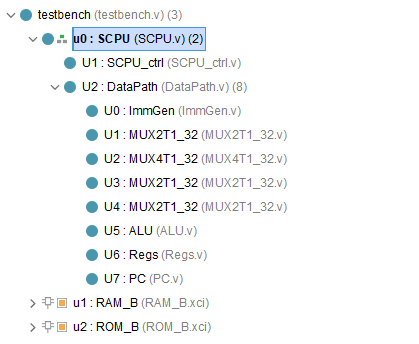 testbench (testbench.v) (3)
u0 : SCPU (SCPU.v) (2)
U1 : SCPU_ctrl (SCPU_ctrl.v)
U2 : DataPath (DataPath.v) (8)
U0 : ImmGen (ImmGen.v)
U1 : MUX2T1_32 (MUX2T1_32.v)
U2 : MUX4T1_32 (MUX4T1_32.v)
U3 : MUX2T1_32 (MUX2T1_32.v)
U4 : MUX2T1_32 (MUX2T1_32.v)
U5 : ALU (ALU.v)
U6 : Regs (Regs.v)
U7 : PC (PC.v)
u1 : RAM_B (RAM_B.xci)
u2 : ROM_B (ROM_B.xci)